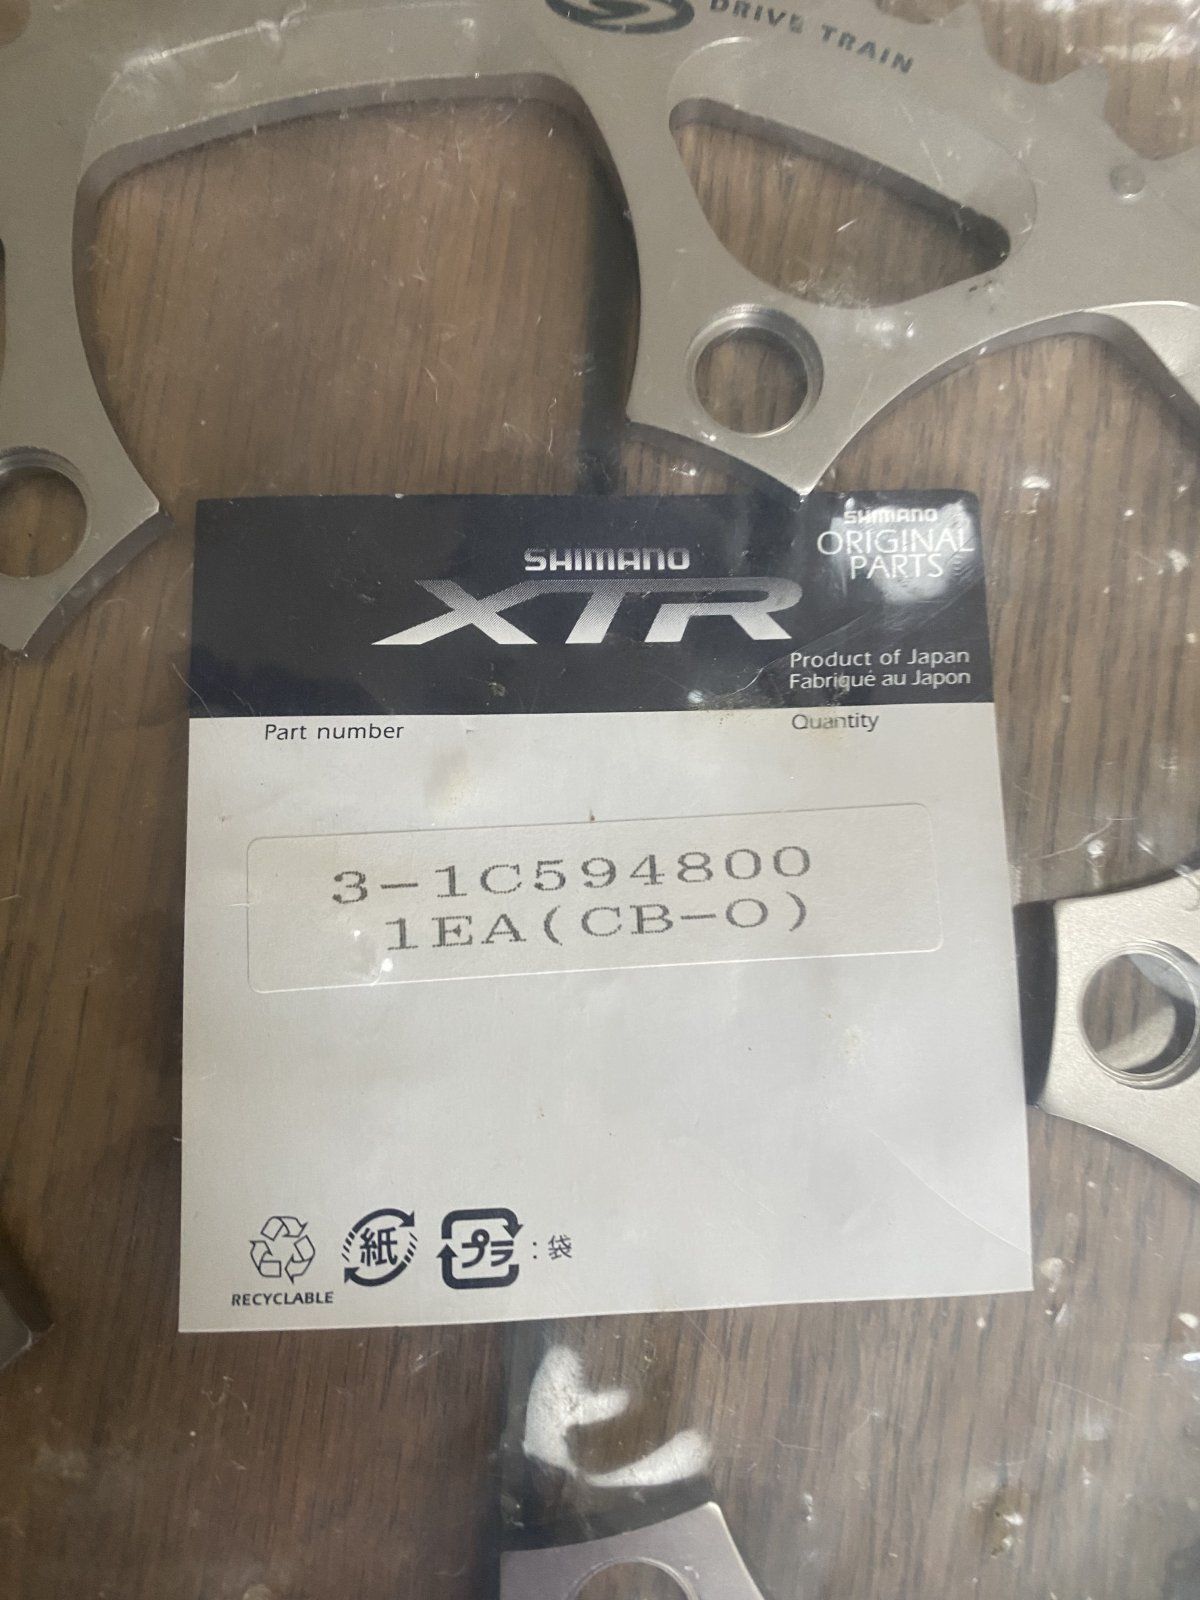 DRIVE TRAIN
SHIMANO
XTR
SHIMANO
ORIGINAL
PARTS
Product of Japan
Fabriqué au Japon
Part number
Quantity
3-1C594800
1EA(CB-O)
RECYCLABLE
紙
プラ
:袋